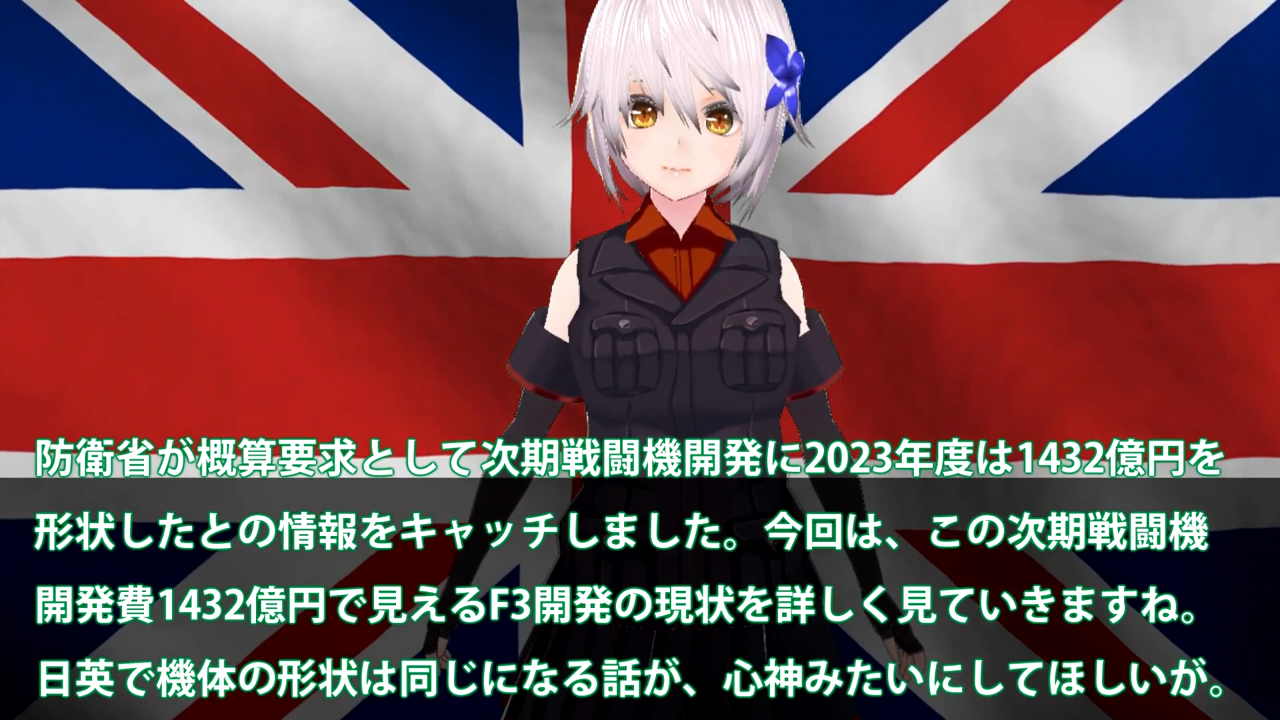 防衛省が概算要求として次期戦闘機開発に2023年度は1432億円を
形状したとの情報をキャッチしました。今回は、この次期戦闘機
開発費1432億円で見えるF3開発の現状を詳しく見ていきますね。
日英で機体の形状は同じになる話が、心神みたいにしてほしいが。